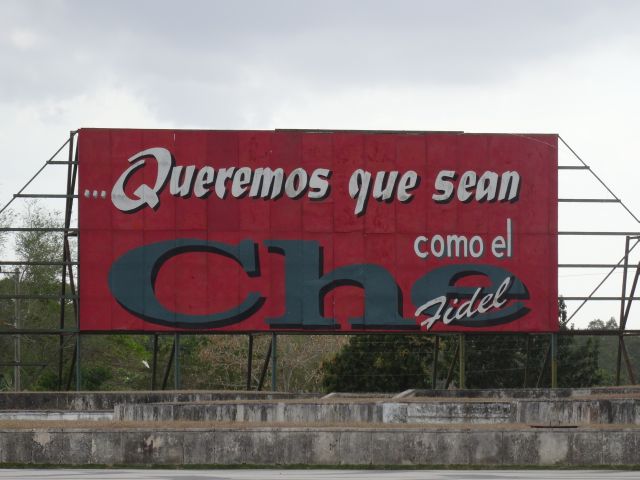 ...Queremos que sean
como el
Che
Fidel